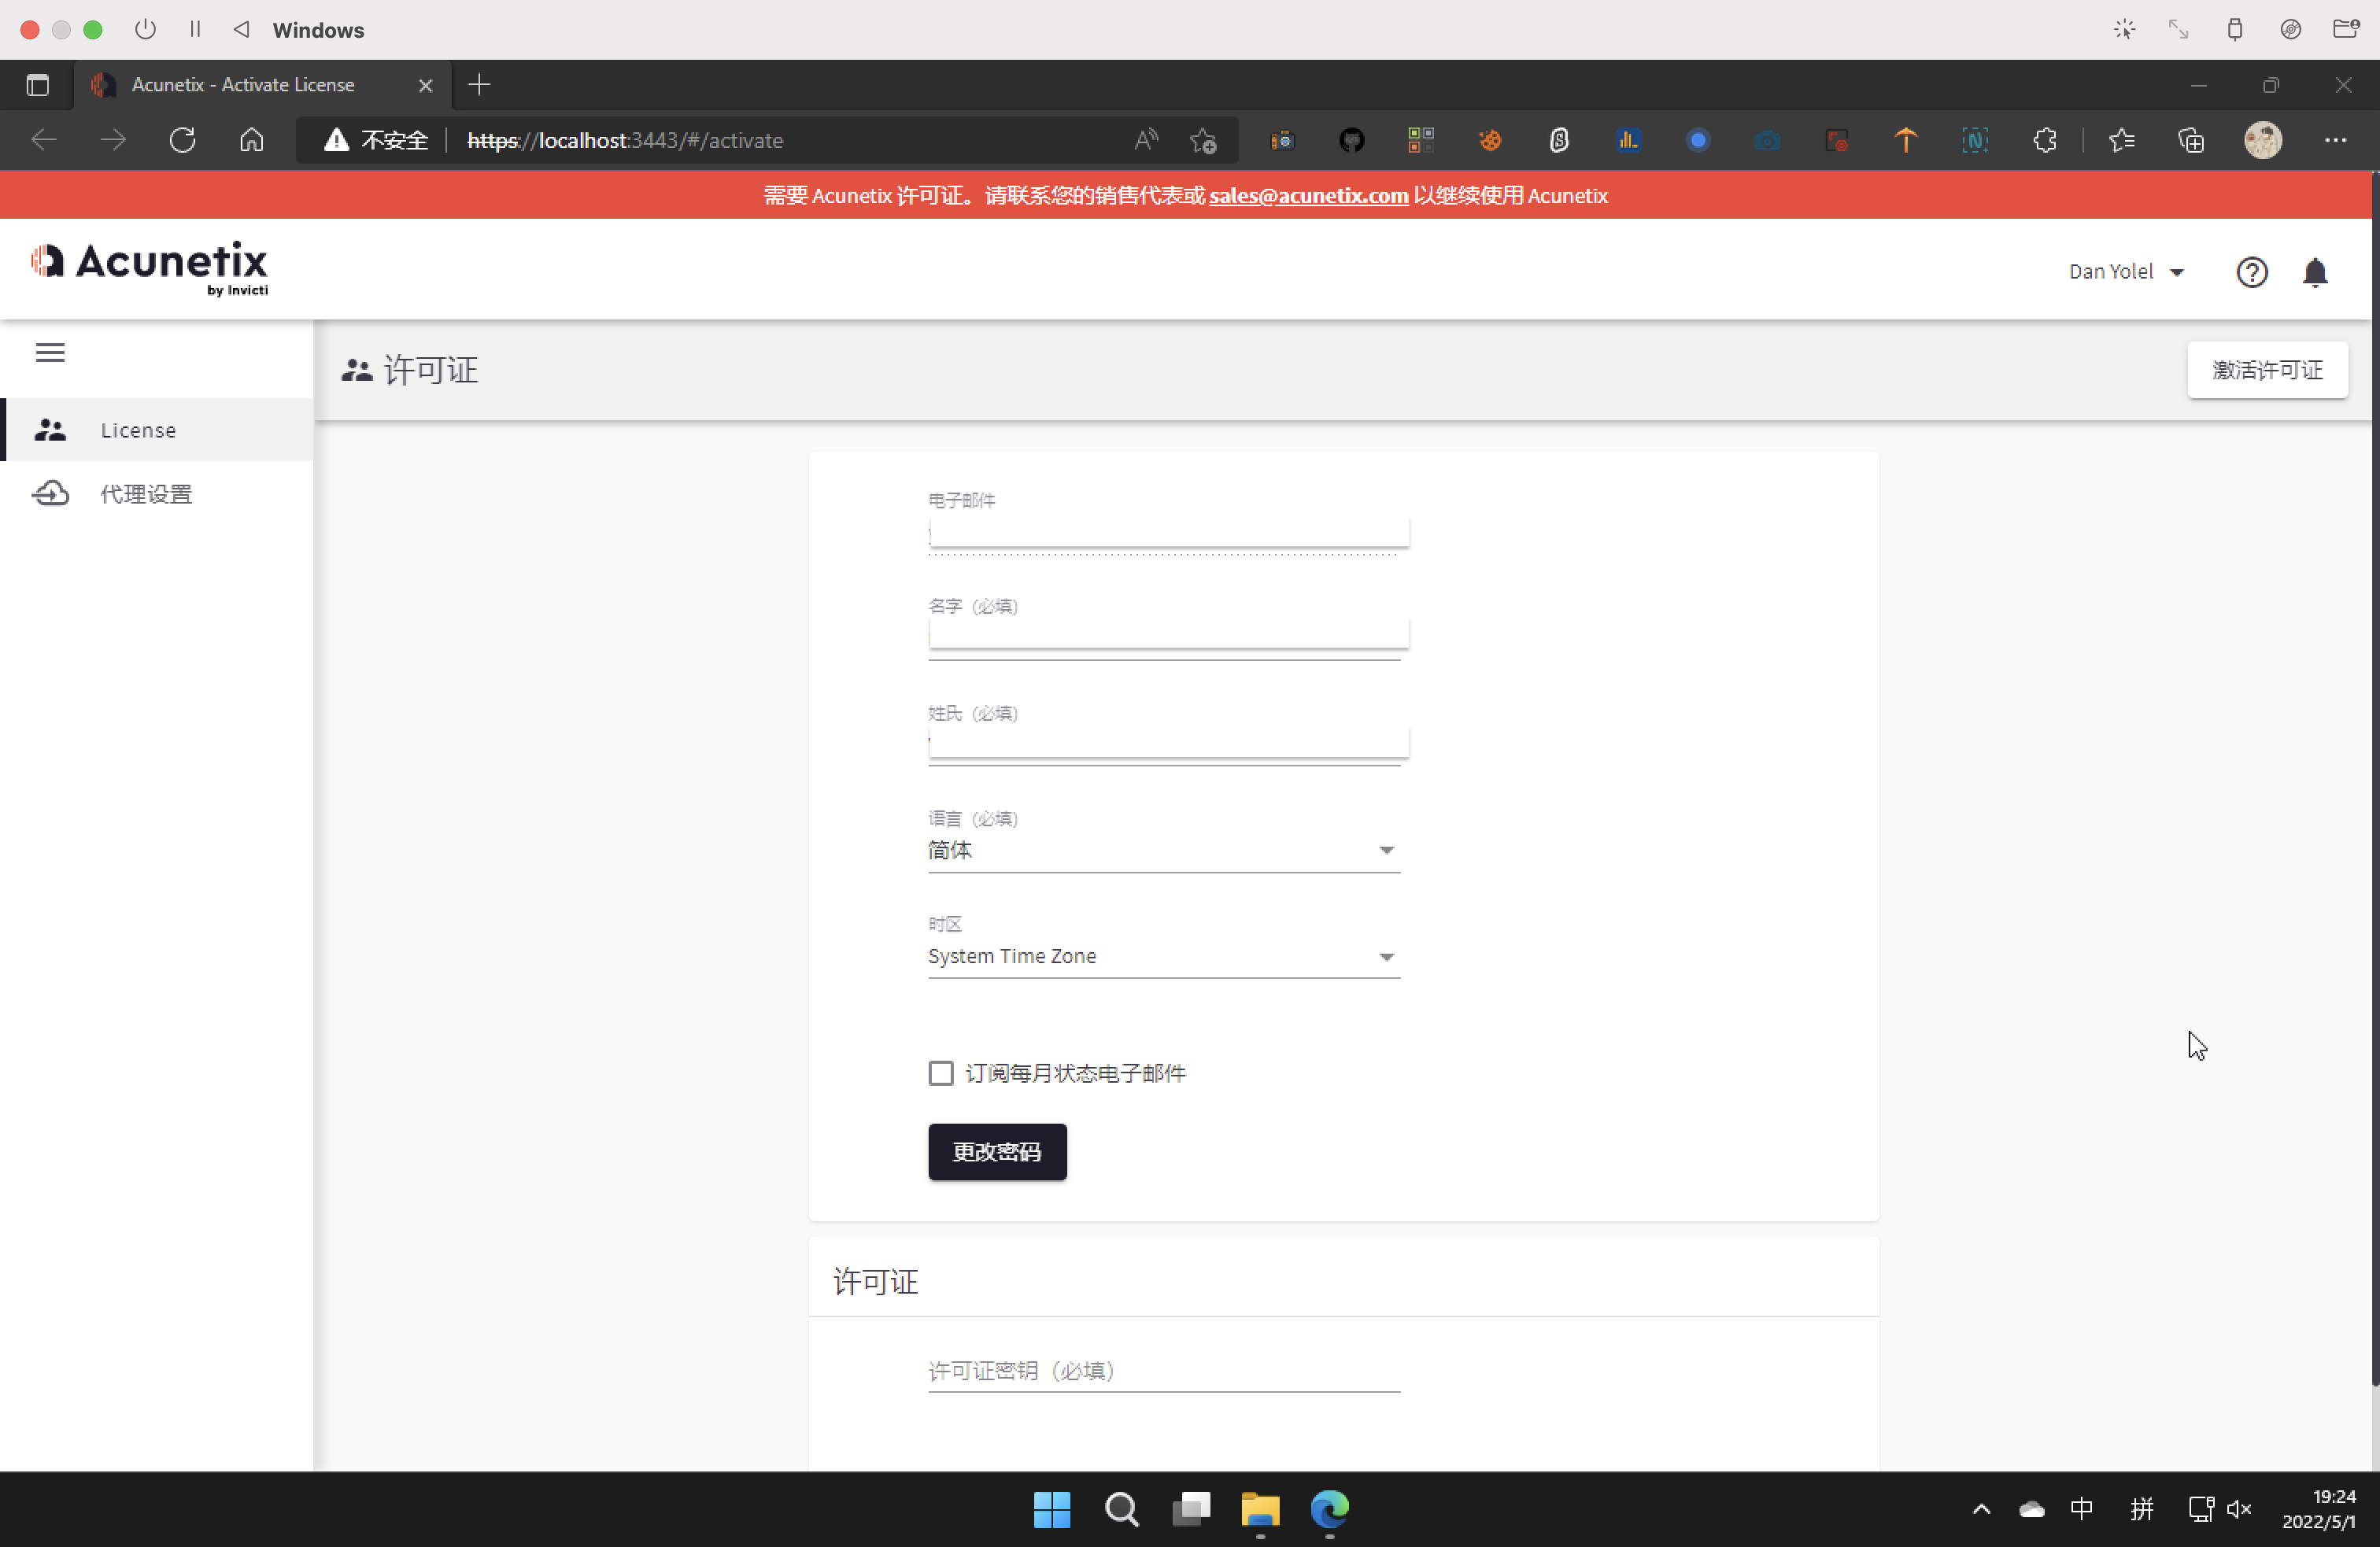 Windows
Acunetix - Activate License
不安全
https://localhost:3443/#/activate
需要 Acunetix 许可证。请联系您的销售代表或 sales@acunetix.com 以继续使用 Acunetix
Acunetix
by Invicti
Dan Yolel
许可证
激活许可证
License
代理设置
电子邮件
名字（必填）
姓氏（必填）
语言（必填）
简体
时区
System Time Zone
订阅每月状态电子邮件
更改密码
许可证
许可证密钥（必填）
中
拼
19:24
2022/5/1